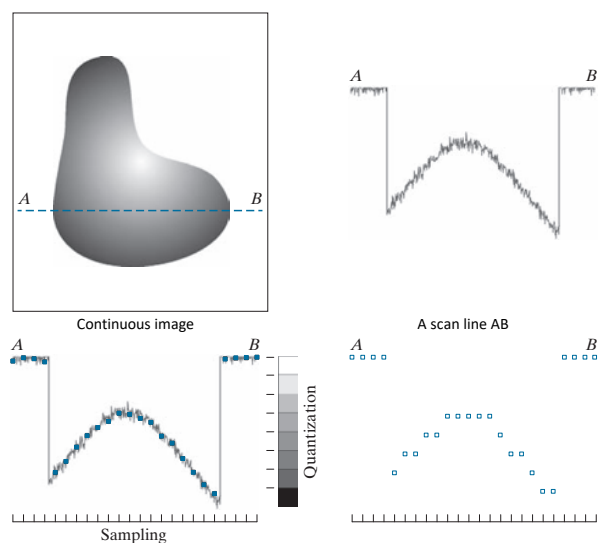 A B
A B
Continuous image
A scan line AB
A B
Quantization
Sampling
A B